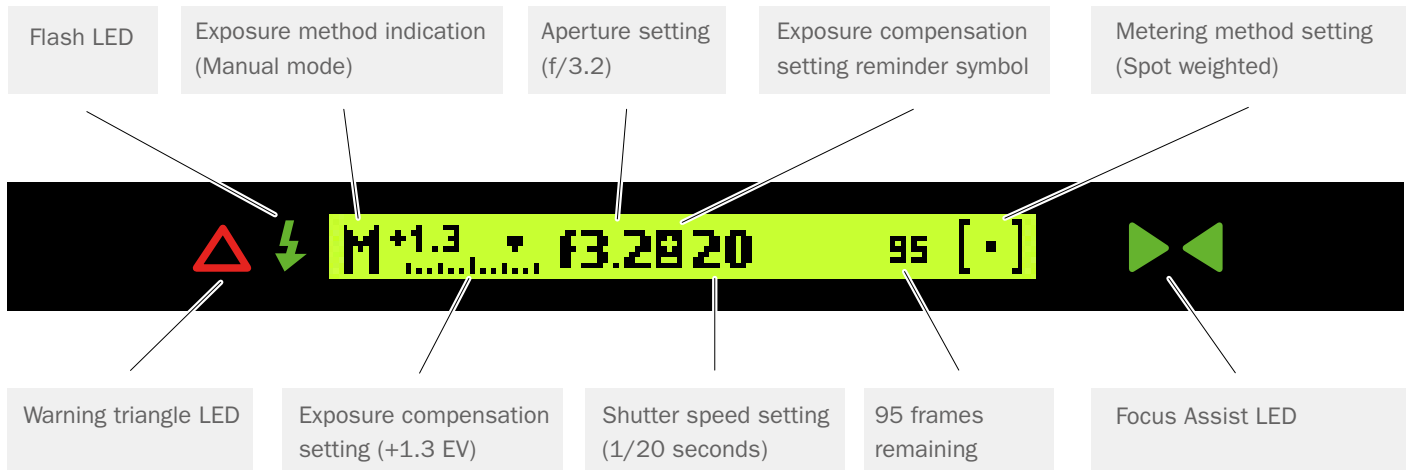 Flash LED
Exposure method indication
(Manual mode)
Aperture setting
(f/3.2)
Exposure compensation
setting reminder symbol
Metering method setting
(Spot weighted)
M +1.3 f3.2 20 95 [ ]
Warning triangle LED
Exposure compensation
setting (+1.3 EV)
Shutter speed setting
(1/20 seconds)
95 frames
remaining
Focus Assist LED